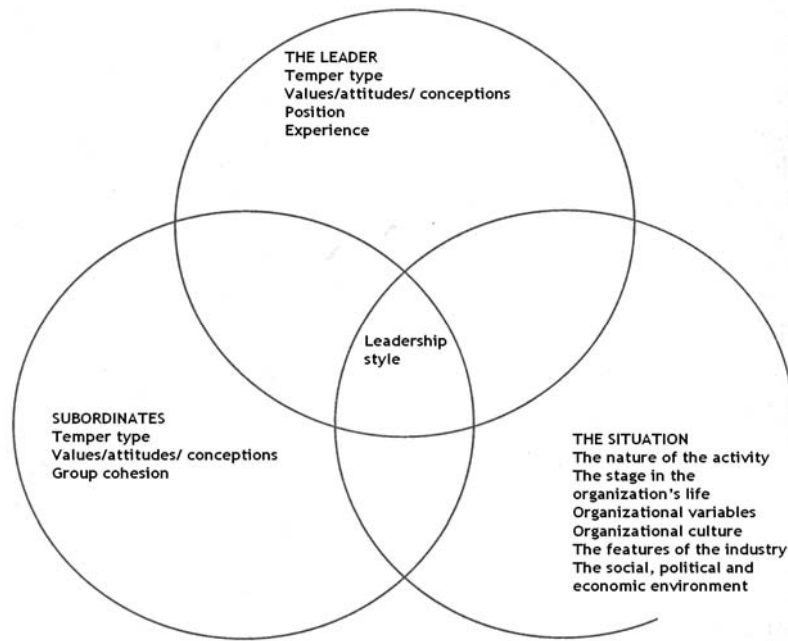 THE LEADER
Temper type
Values/attitudes/ conceptions
Position
Experience
Leadership
style
SUBORDINATES
Temper type
Values/attitudes/ conceptions
Group cohesion
THE SITUATION
The nature of the activity
The stage in the
organization's life
Organizational variables
Organizational culture
The features of the industry
The social, political and
economic environment